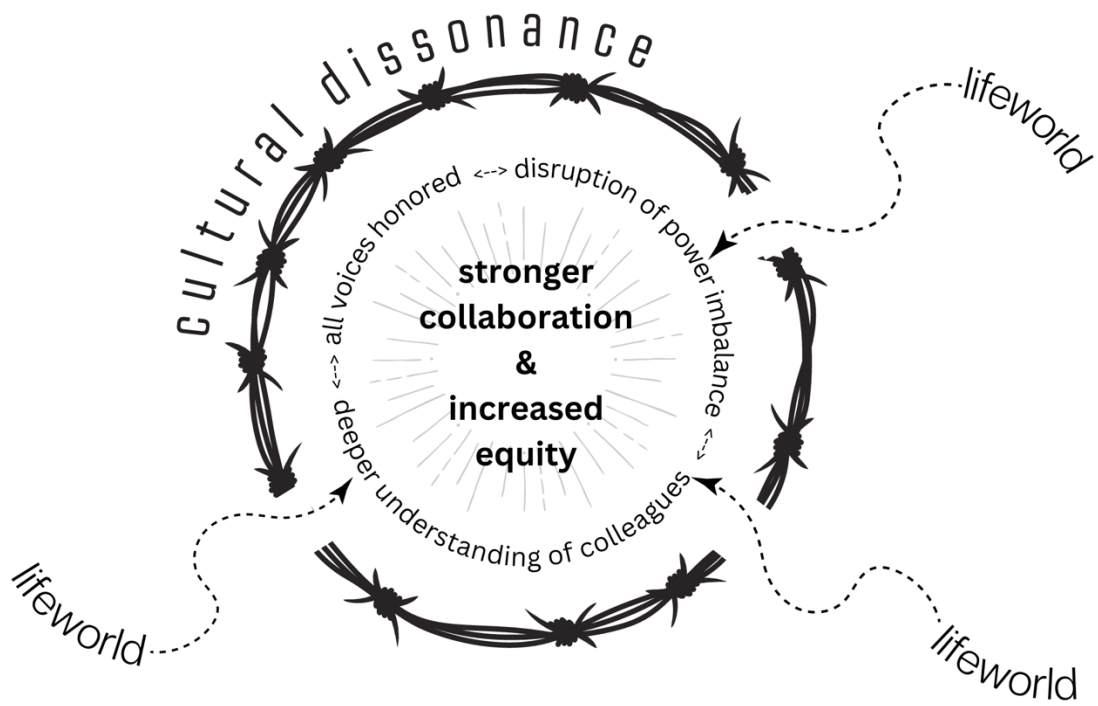 cultural dissonance
lifeworld
all voices honored <--> disruption of power imbalance <--> deeper understanding of colleagues <-->
stronger
collaboration
&
increased
equity
lifeworld
lifeworld